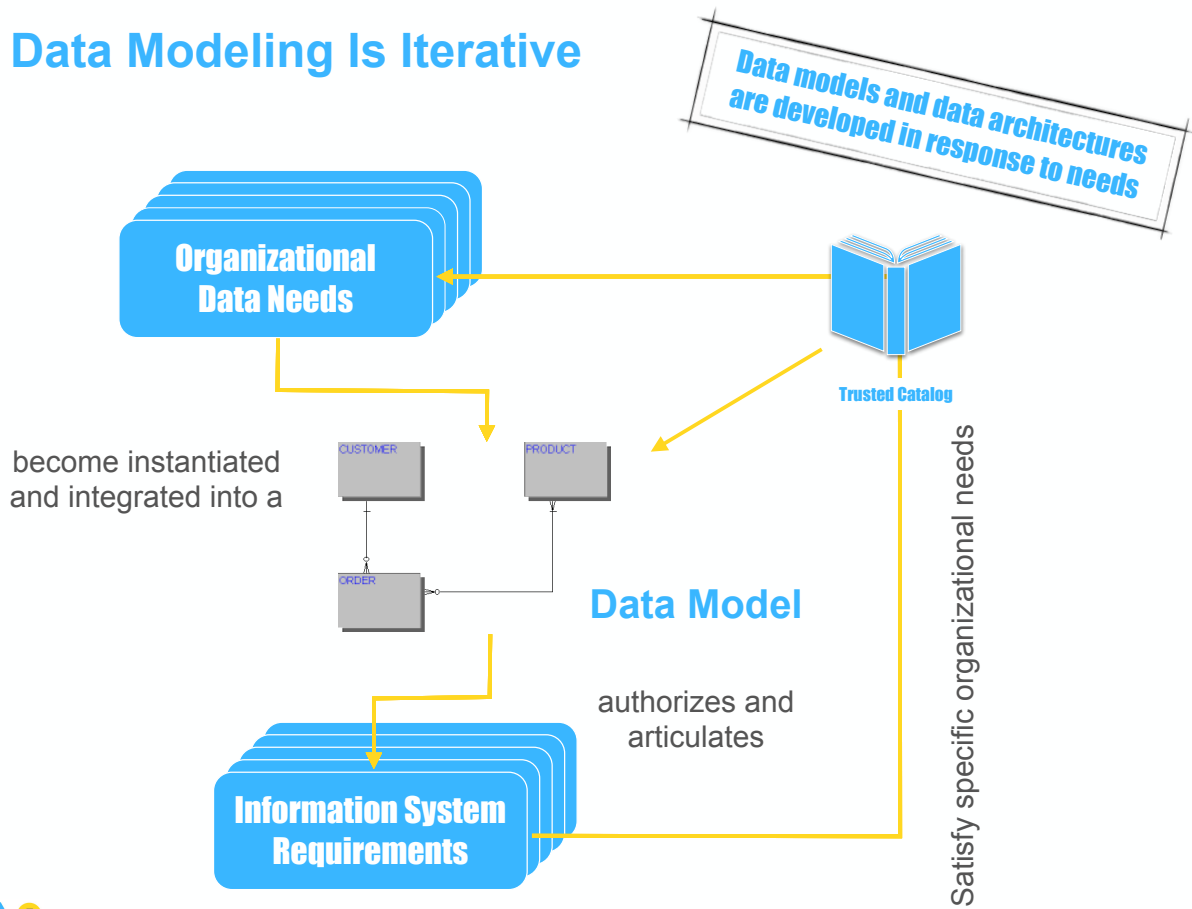 Data Modeling Is Iterative
Data models and data architectures
are developed in response to needs
Organizational
Data Needs
Trusted Catalog
become instantiated
and integrated into a
CUSTOMER
PRODUCT
ORDER
Data Model
authorizes and
articulates
Information System
Requirements
Satisfy specific organizational needs